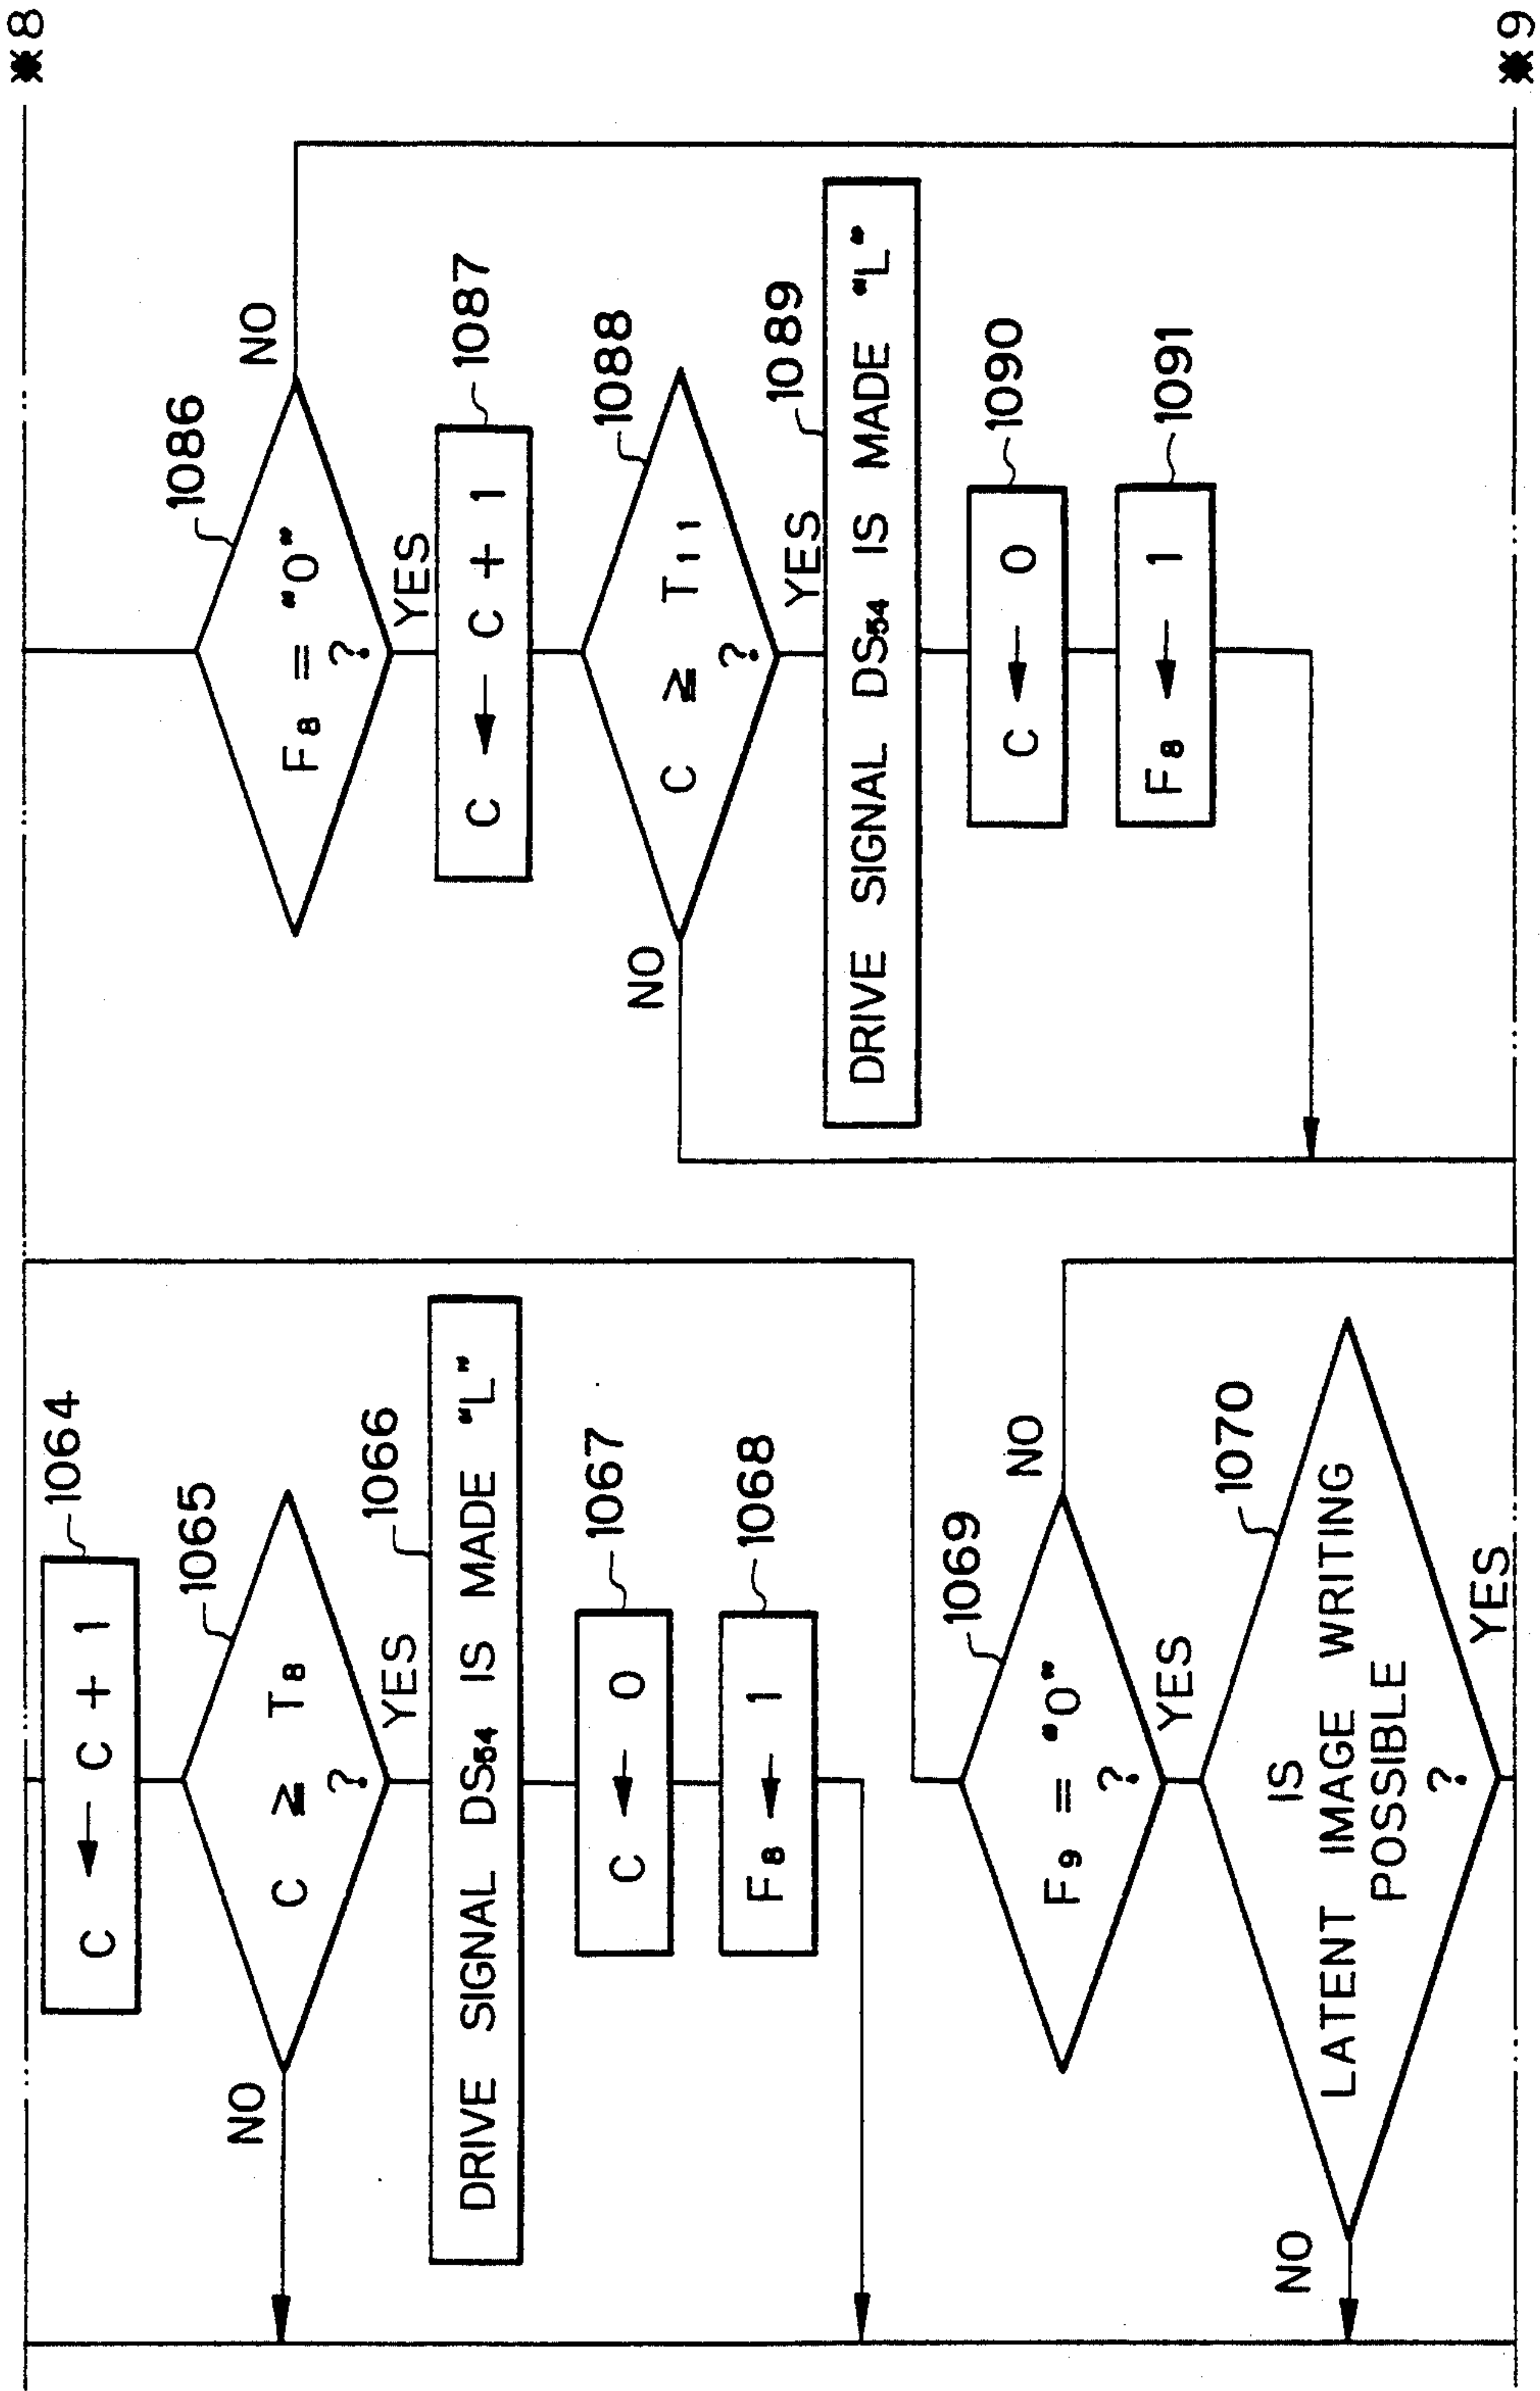 ※8
1064
C ← C + 1
1065
C ≧ T8
?
NO
YES
1066
DRIVE SIGNAL DS54 IS MADE "L"
1067
C ← 0
1068
F8 ← 1
1069
F9 = "0"
?
NO
YES
1070
IS
LATENT IMAGE WRITING
POSSIBLE
?
NO
YES
1086
F8 = "0"
?
NO
YES
1087
C ← C + 1
1088
C ≧ T11
?
NO
YES
1089
DRIVE SIGNAL DS54 IS MADE "L"
1090
C ← 0
1091
F8 ← 1
※9